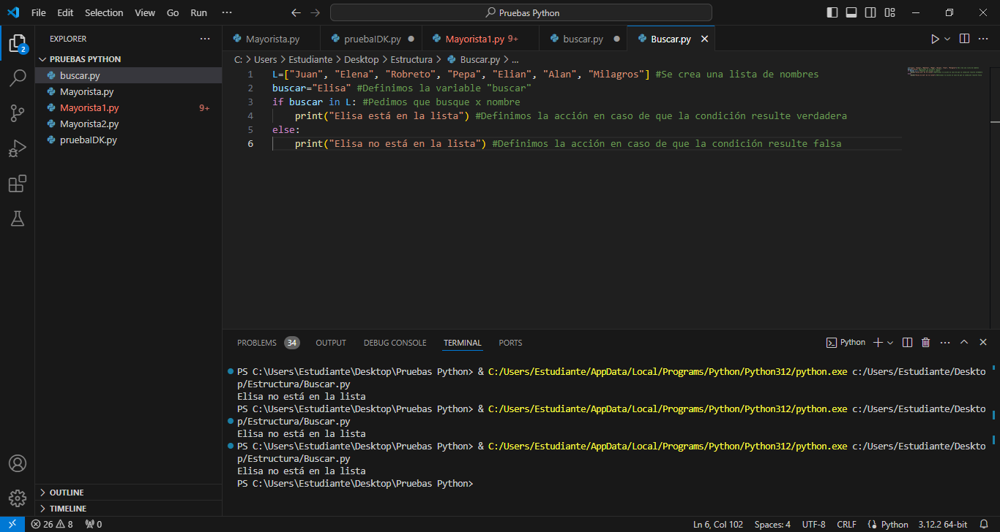 File Edit Selection View Go Run ··· Pruebas Python
EXPLORER ···
PRUEBAS PYTHON
buscar.py
Mayorista.py
Mayorista1.py 9+
Mayorista2.py
pruebaIDK.py
OUTLINE
TIMELINE
2
Mayorista.py pruebaIDK.py Mayorista1.py 9+ buscar.py Buscar.py
C: > Users > Estudiante > Desktop > Estructura > Buscar.py > ...
1 L=["Juan", "Elena", "Robreto", "Pepa", "Elian", "Alan", "Milagros"] #Se crea una lista de nombres
2 buscar="Elisa" #Definimos la variable "buscar"
3 if buscar in L: #Pedimos que busque x nombre
4 print("Elisa está en la lista") #Definimos la acción en caso de que la condición resulte verdadera
5 else:
6 print("Elisa no está en la lista") #Definimos la acción en caso de que la condición resulte falsa
PROBLEMS 34 OUTPUT DEBUG CONSOLE TERMINAL PORTS Python
PS C:\Users\Estudiante\Desktop\Pruebas Python> & C:/Users/Estudiante/AppData/Local/Programs/Python/Python312/python.exe c:/Users/Estudiante/Deskto
p/Estructura/Buscar.py
Elisa no está en la lista
PS C:\Users\Estudiante\Desktop\Pruebas Python> & C:/Users/Estudiante/AppData/Local/Programs/Python/Python312/python.exe c:/Users/Estudiante/Deskto
p/Estructura/Buscar.py
Elisa no está en la lista
PS C:\Users\Estudiante\Desktop\Pruebas Python> & C:/Users/Estudiante/AppData/Local/Programs/Python/Python312/python.exe c:/Users/Estudiante/Deskto
p/Estructura/Buscar.py
Elisa no está en la lista
PS C:\Users\Estudiante\Desktop\Pruebas Python>
26 8 0 Ln 6, Col 102 Spaces: 4 UTF-8 CRLF Python 3.12.2 64-bit